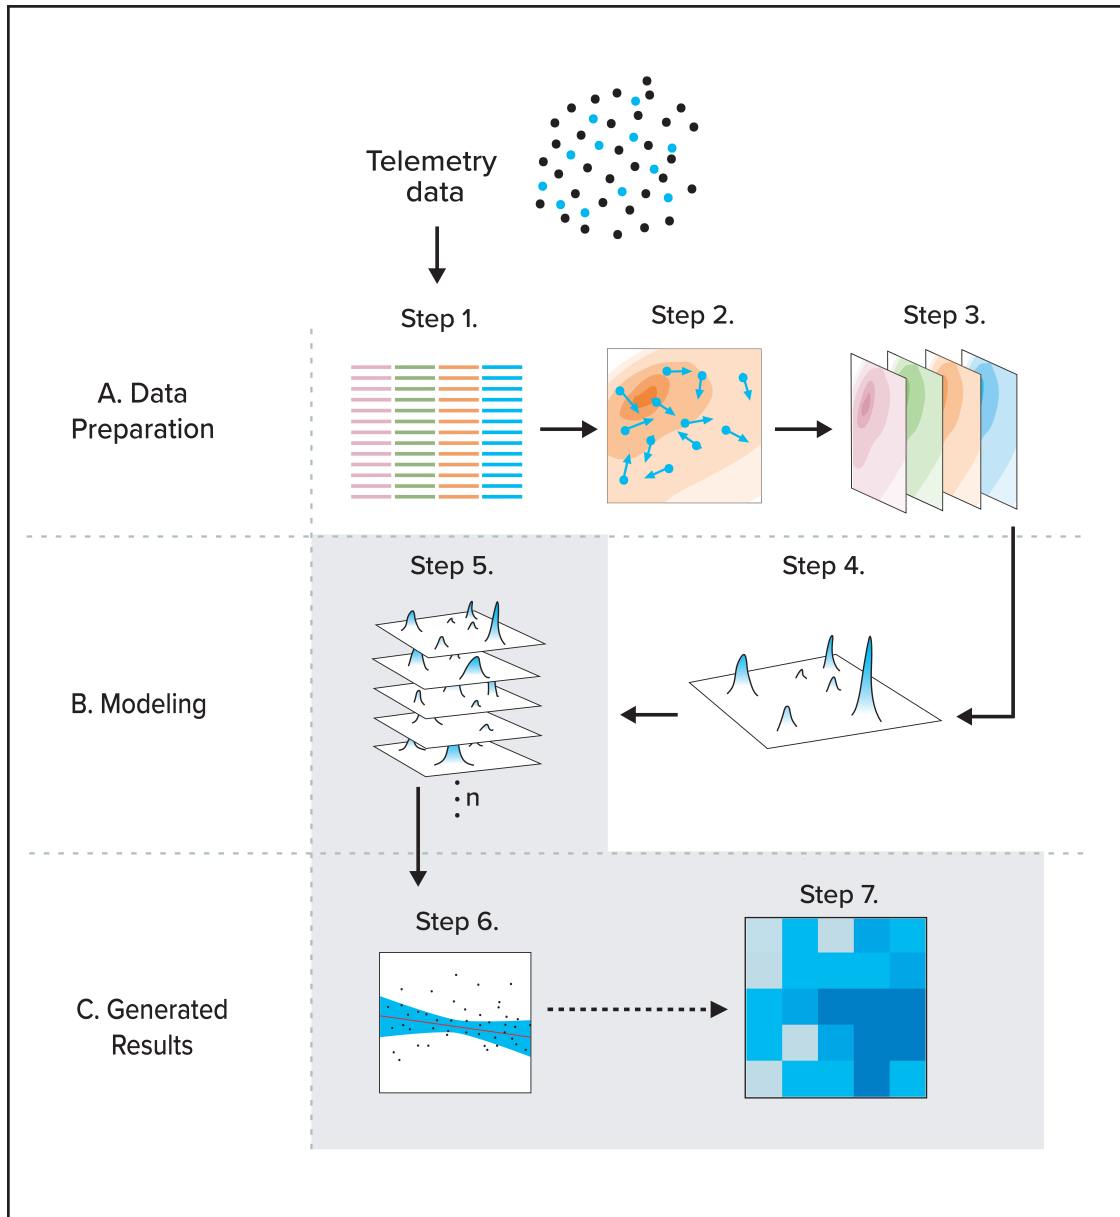 Telemetry
data
Step 1.
Step 2.
Step 3.
A. Data
Preparation
Step 5.
Step 4.
B. Modeling
n
Step 6.
Step 7.
C. Generated
Results